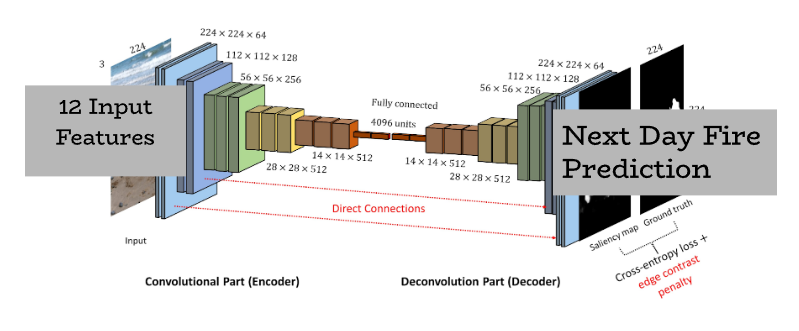 224 × 224 × 64
224
112 × 112 × 128
3
56 × 56 × 256
12 Input
Features
Fully connected
4096 units
14 × 14 × 512
28 × 28 × 512
Direct Connections
Input
Convolutional Part (Encoder)
224
224 × 224 × 64
112 × 112 × 128
56 × 56 × 256
224
Next Day Fire
Prediction
14 × 14 × 512
28 × 28 × 512
Saliency map
Ground truth
Cross-entropy loss +
edge contrast
penalty
Deconvolution Part (Decoder)